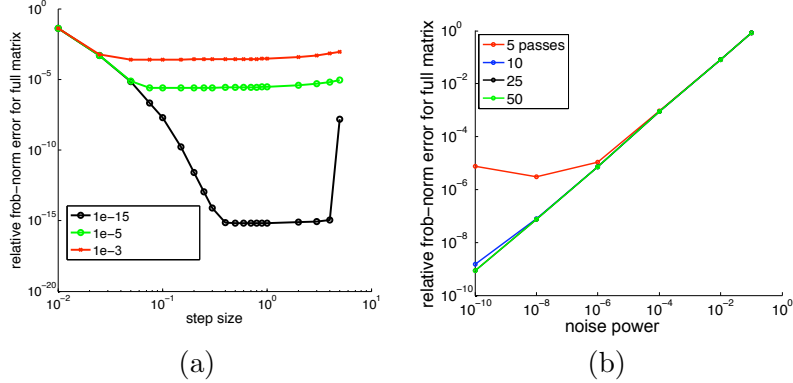 relative frob-norm error for full matrix
10^0
10^-5
10^-10
10^-15
10^-20
1e-15
1e-5
1e-3
10^-2
10^-1
10^0
10^1
step size
(a)
relative frob-norm error for full matrix
10^0
10^-2
10^-4
10^-6
10^-8
10^-10
5 passes
10
25
50
10^-10
10^-8
10^-6
10^-4
10^-2
10^0
noise power
(b)